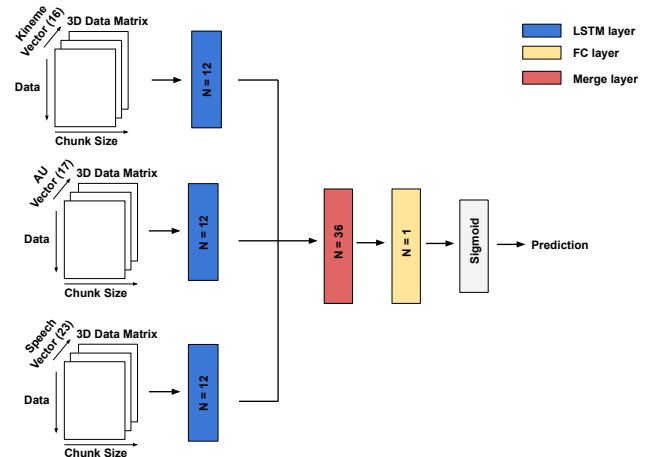 Kineme
Vector (16)
3D Data Matrix
Data
Chunk Size
N = 12
LSTM layer
FC layer
Merge layer
AU
Vector (17)
3D Data Matrix
Data
Chunk Size
N = 12
N = 36
N = 1
Sigmoid
Prediction
Speech
Vector (23)
3D Data Matrix
Data
Chunk Size
N = 12